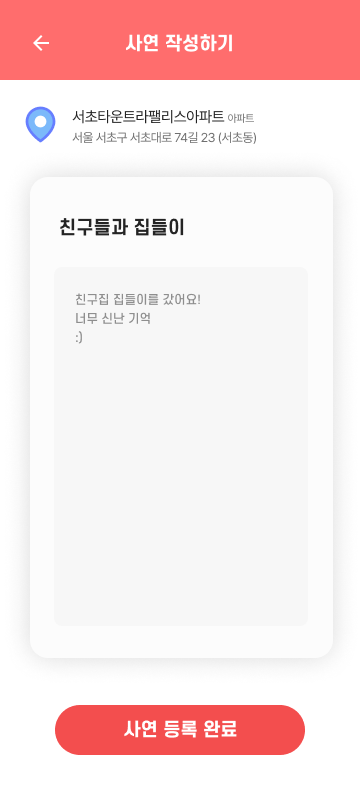 사연 작성하기
서초타운트라팰리스아파트 아파트
서울 서초구 서초대로 74길 23 (서초동)
친구들과 집들이
친구집 집들이를 갔어요!
너무 신난 기억
:)
사연 등록 완료